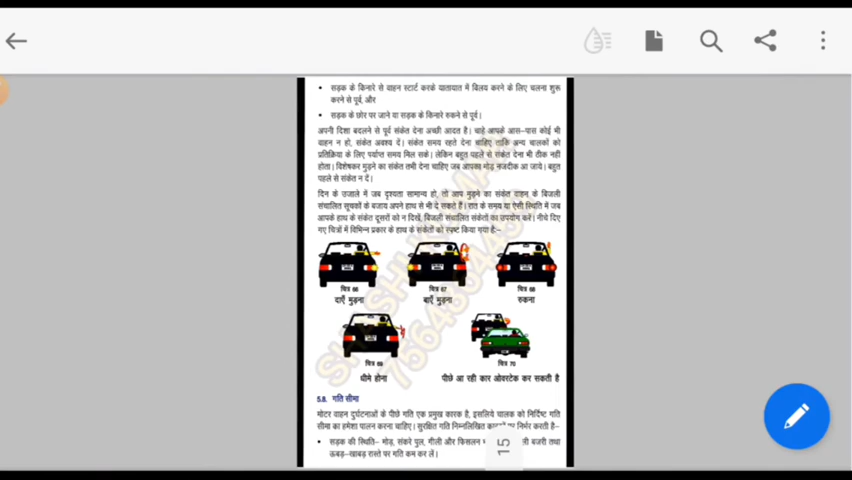 सड़क के किनारे से वाहन स्टार्ट करके यातायात में विलय करने के लिए चलना शुरू
करने से पूर्व, और
सड़क के छोर पर जाने या सड़क के किनारे रुकने से पूर्व।
अपनी दिशा बदलने से पूर्व संकेत देना अच्छी आदत है। चाहे आपके आस-पास कोई भी
वाहन न हो, संकेत अवश्य दें। संकेत समय रहते देना चाहिए ताकि अन्य चालकों को
प्रतिक्रिया के लिए पर्याप्त समय मिल सके। लेकिन बहुत पहले से संकेत देना भी ठीक नहीं
होता। विशेषकर मुड़ने का संकेत तभी देना चाहिए जब आपका मोड़ नजदीक आ जाये। बहुत
पहले से संकेत न दें।
दिन के उजाले में जब दृश्यता सामान्य हो, तो आप मुड़ने का संकेत वाहन के बिजली
संचालित सूचकों के बजाय अपने हाथ से भी दे सकते हैं। रात के समय या ऐसी स्थिति में जब
आपके हाथ के संकेत दूसरों को न दिखें, बिजली संचालित संकेतों का उपयोग करें। नीचे दिए
गए चित्रों में विभिन्न प्रकार के हाथ के संकेतों को स्पष्ट किया गया है:-
चित्र 66 चित्र 67 चित्र 68
दाएँ मुड़ना बाएँ मुड़ना रुकना
चित्र 69 चित्र 70
धीमे होना पीछे आ रही कार ओवरटेक कर सकती है
5.8. गति सीमा
मोटर वाहन दुर्घटनाओं के पीछे गति एक प्रमुख कारक है, इसलिये चालक को निर्दिष्ट गति
सीमा का हमेशा पालन करना चाहिए। सुरक्षित गति निम्नलिखित पर निर्भर करती है-
सड़क की स्थिति- मोड़, संकरे पुल, गीली और फिसलन बजरी तथा
ऊबड़-खाबड़ रास्ते पर गति कम कर लें।
15